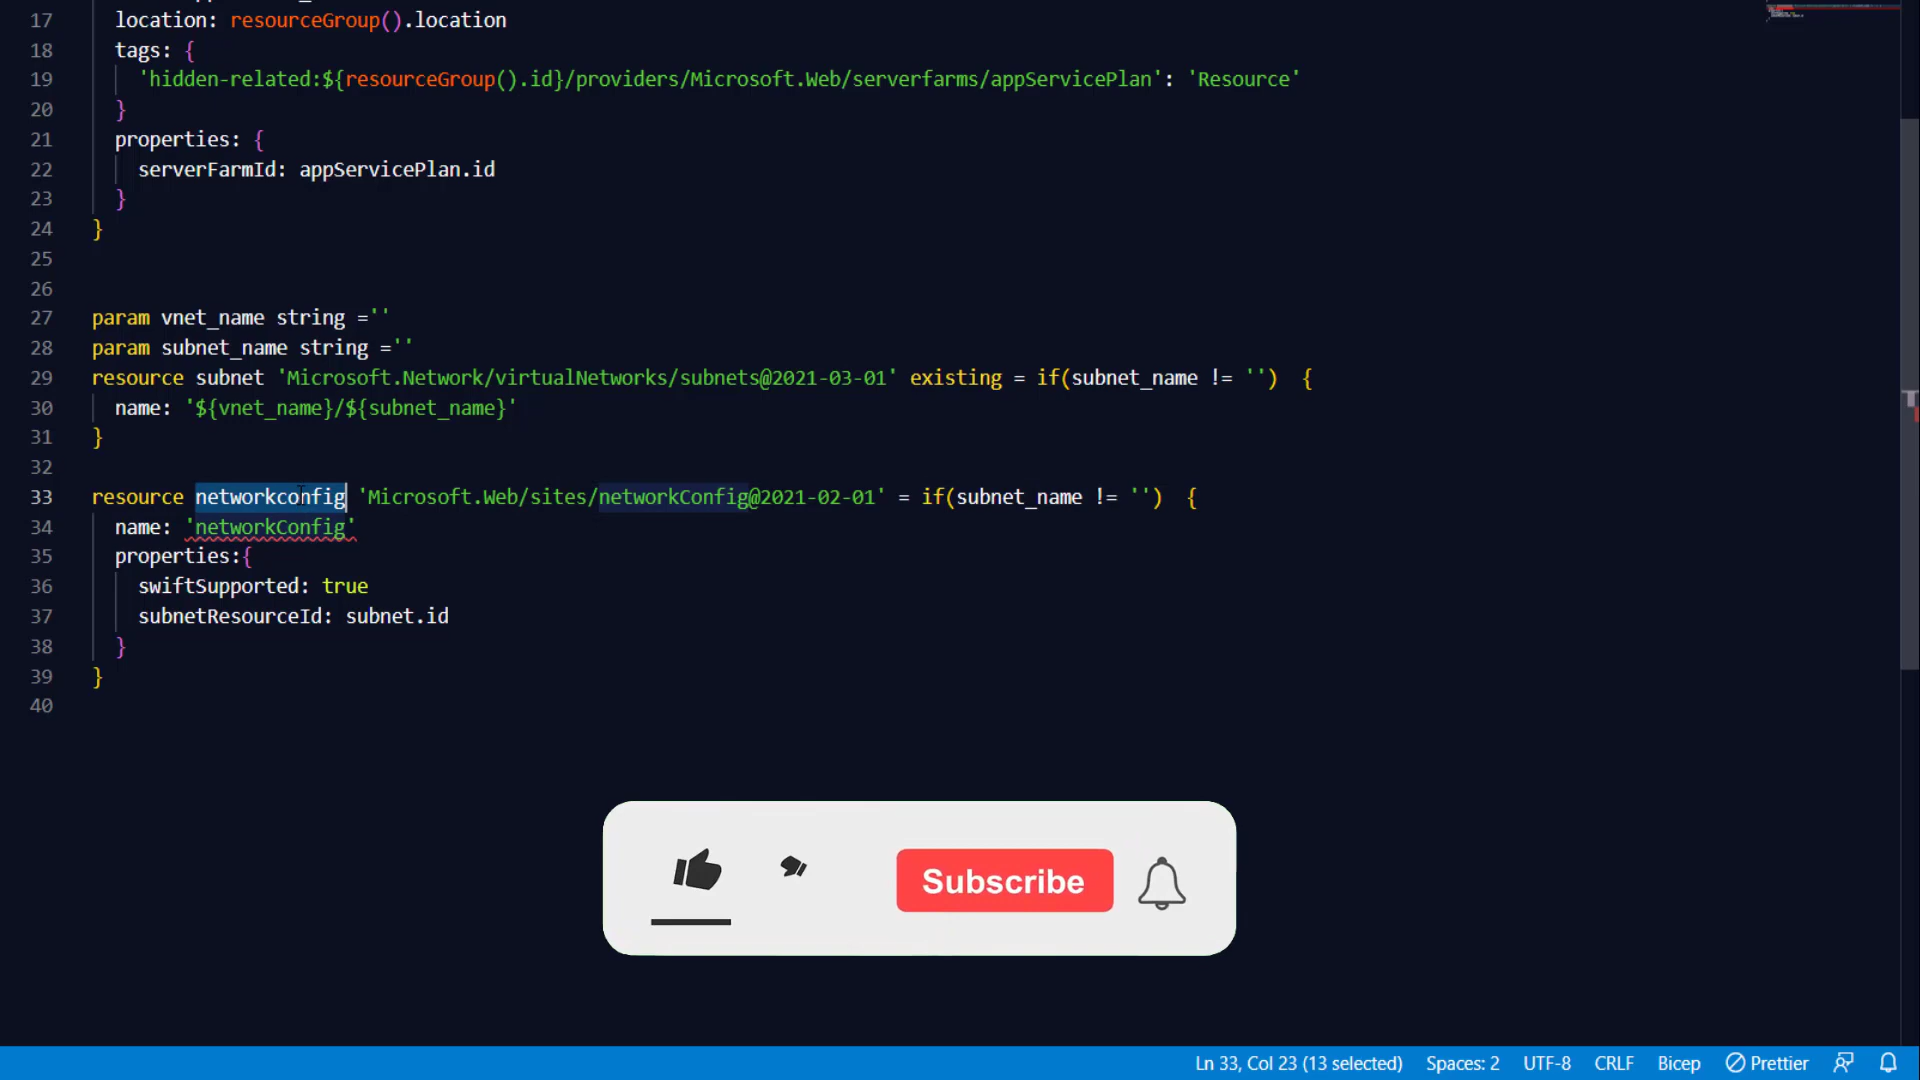 17 location: resourceGroup().location
18 tags: {
19 'hidden-related:${resourceGroup().id}/providers/Microsoft.Web/serverfarms/appServicePlan': 'Resource'
20 }
21 properties: {
22 serverFarmId: appServicePlan.id
23 }
24 }
25
26
27 param vnet_name string =''
28 param subnet_name string =''
29 resource subnet 'Microsoft.Network/virtualNetworks/subnets@2021-03-01' existing = if(subnet_name != '') {
30 name: '${vnet_name}/${subnet_name}'
31 }
32
33 resource networkconfig 'Microsoft.Web/sites/networkConfig@2021-02-01' = if(subnet_name != '') {
34 name: 'networkConfig'
35 properties:{
36 swiftSupported: true
37 subnetResourceId: subnet.id
38 }
39 }
40
Subscribe
Ln 33, Col 23 (13 selected) Spaces: 2 UTF-8 CRLF Bicep Prettier